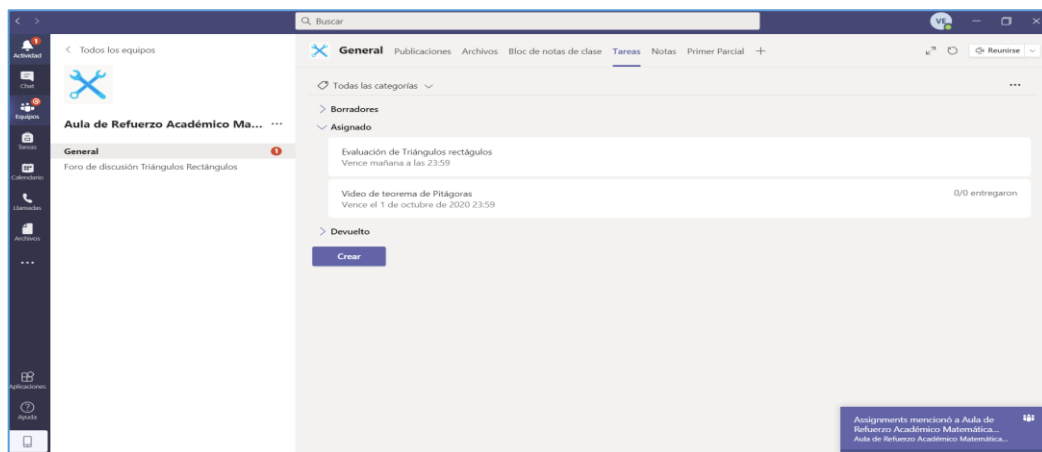 Buscar
VE
Actividad
Chat
Equipos
Tareas
Calendario
Llamadas
Archivos
Aplicaciones
Ayuda
Todos los equipos
Aula de Refuerzo Académico Ma... ...
General 1
Foro de discusión Triángulos Rectángulos
General Publicaciones Archivos Bloc de notas de clase Tareas Notas Primer Parcial +
Reunirse
Todas las categorías
Borradores
Asignado
Evaluación de Triángulos rectágulos
Vence mañana a las 23:59
Video de teorema de Pitágoras 0/0 entregaron
Vence el 1 de octubre de 2020 23:59
Devuelto
Crear
Assignments mencionó a Aula de
Refuerzo Académico Matemática...
Aula de Refuerzo Académico Matemática...